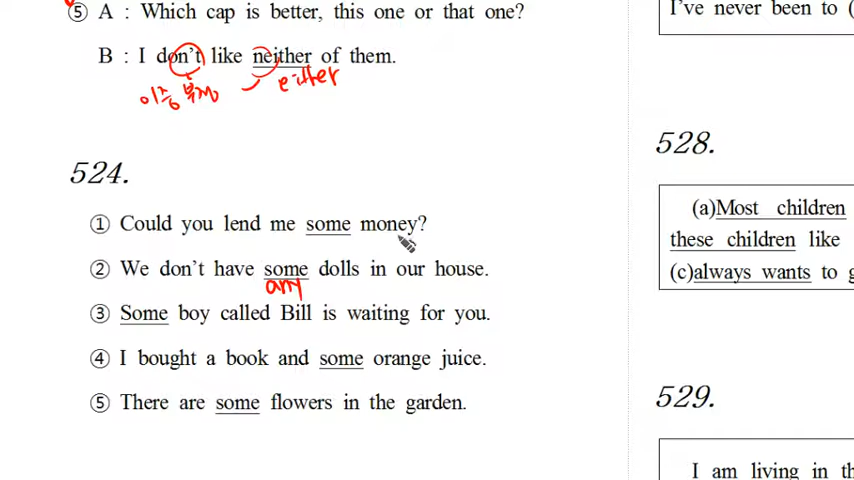 ⑤ A : Which cap is better, this one or that one?
B : I don't like neither of them.
이중 부정
either
524.
① Could you lend me some money?
② We don't have some dolls in our house.
any
③ Some boy called Bill is waiting for you.
④ I bought a book and some orange juice.
⑤ There are some flowers in the garden.
I've never been to (
528.
(a)Most children
these children like
(c)always wants to g
529.
I am living in th